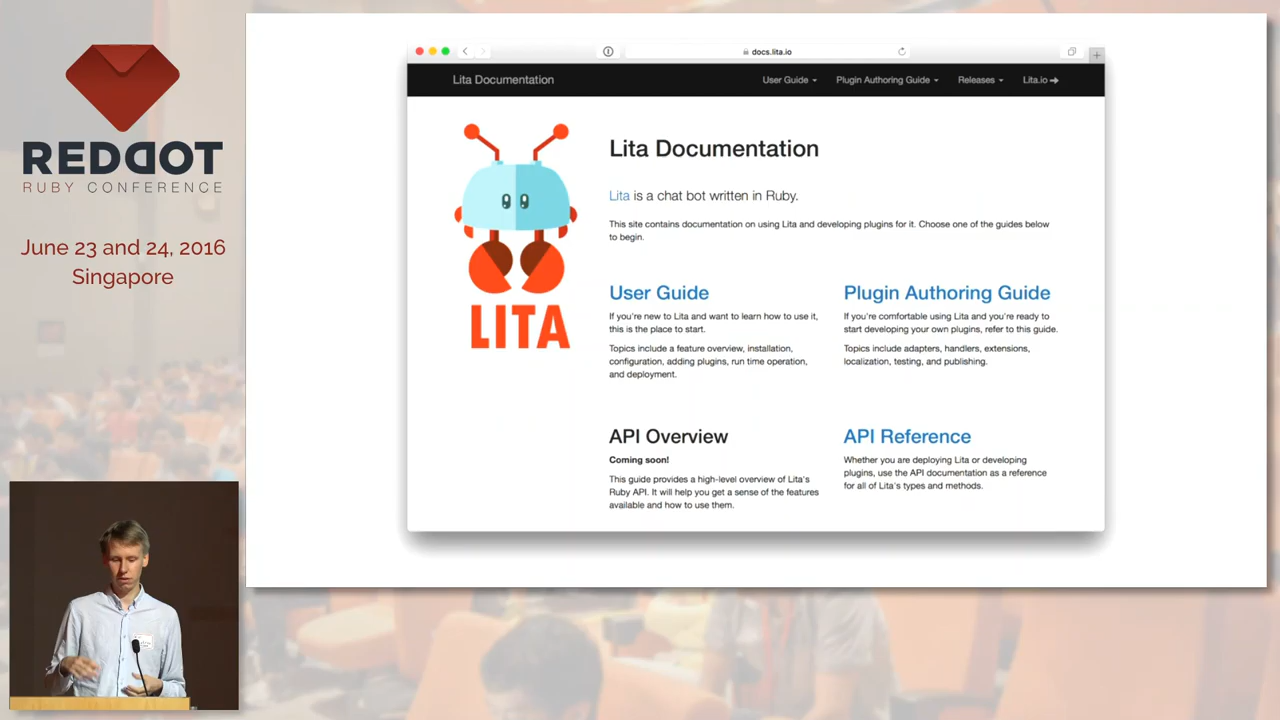 REDDOT
RUBY CONFERENCE
June 23 and 24, 2016
Singapore
docs.lita.io
Lita Documentation
User Guide
Plugin Authoring Guide
Releases
Lita.io
LITA
Lita Documentation
Lita is a chat bot written in Ruby.
This site contains documentation on using Lita and developing plugins for it. Choose one of the guides below
to begin.
User Guide
If you're new to Lita and want to learn how to use it,
this is the place to start.
Topics include a feature overview, installation,
configuration, adding plugins, run time operation,
and deployment.
Plugin Authoring Guide
If you're comfortable using Lita and you're ready to
start developing your own plugins, refer to this guide.
Topics include adapters, handlers, extensions,
localization, testing, and publishing.
API Overview
Coming soon!
This guide provides a high-level overview of Lita's
Ruby API. It will help you get a sense of the features
available and how to use them.
API Reference
Whether you are deploying Lita or developing
plugins, use the API documentation as a reference
for all of Lita's types and methods.